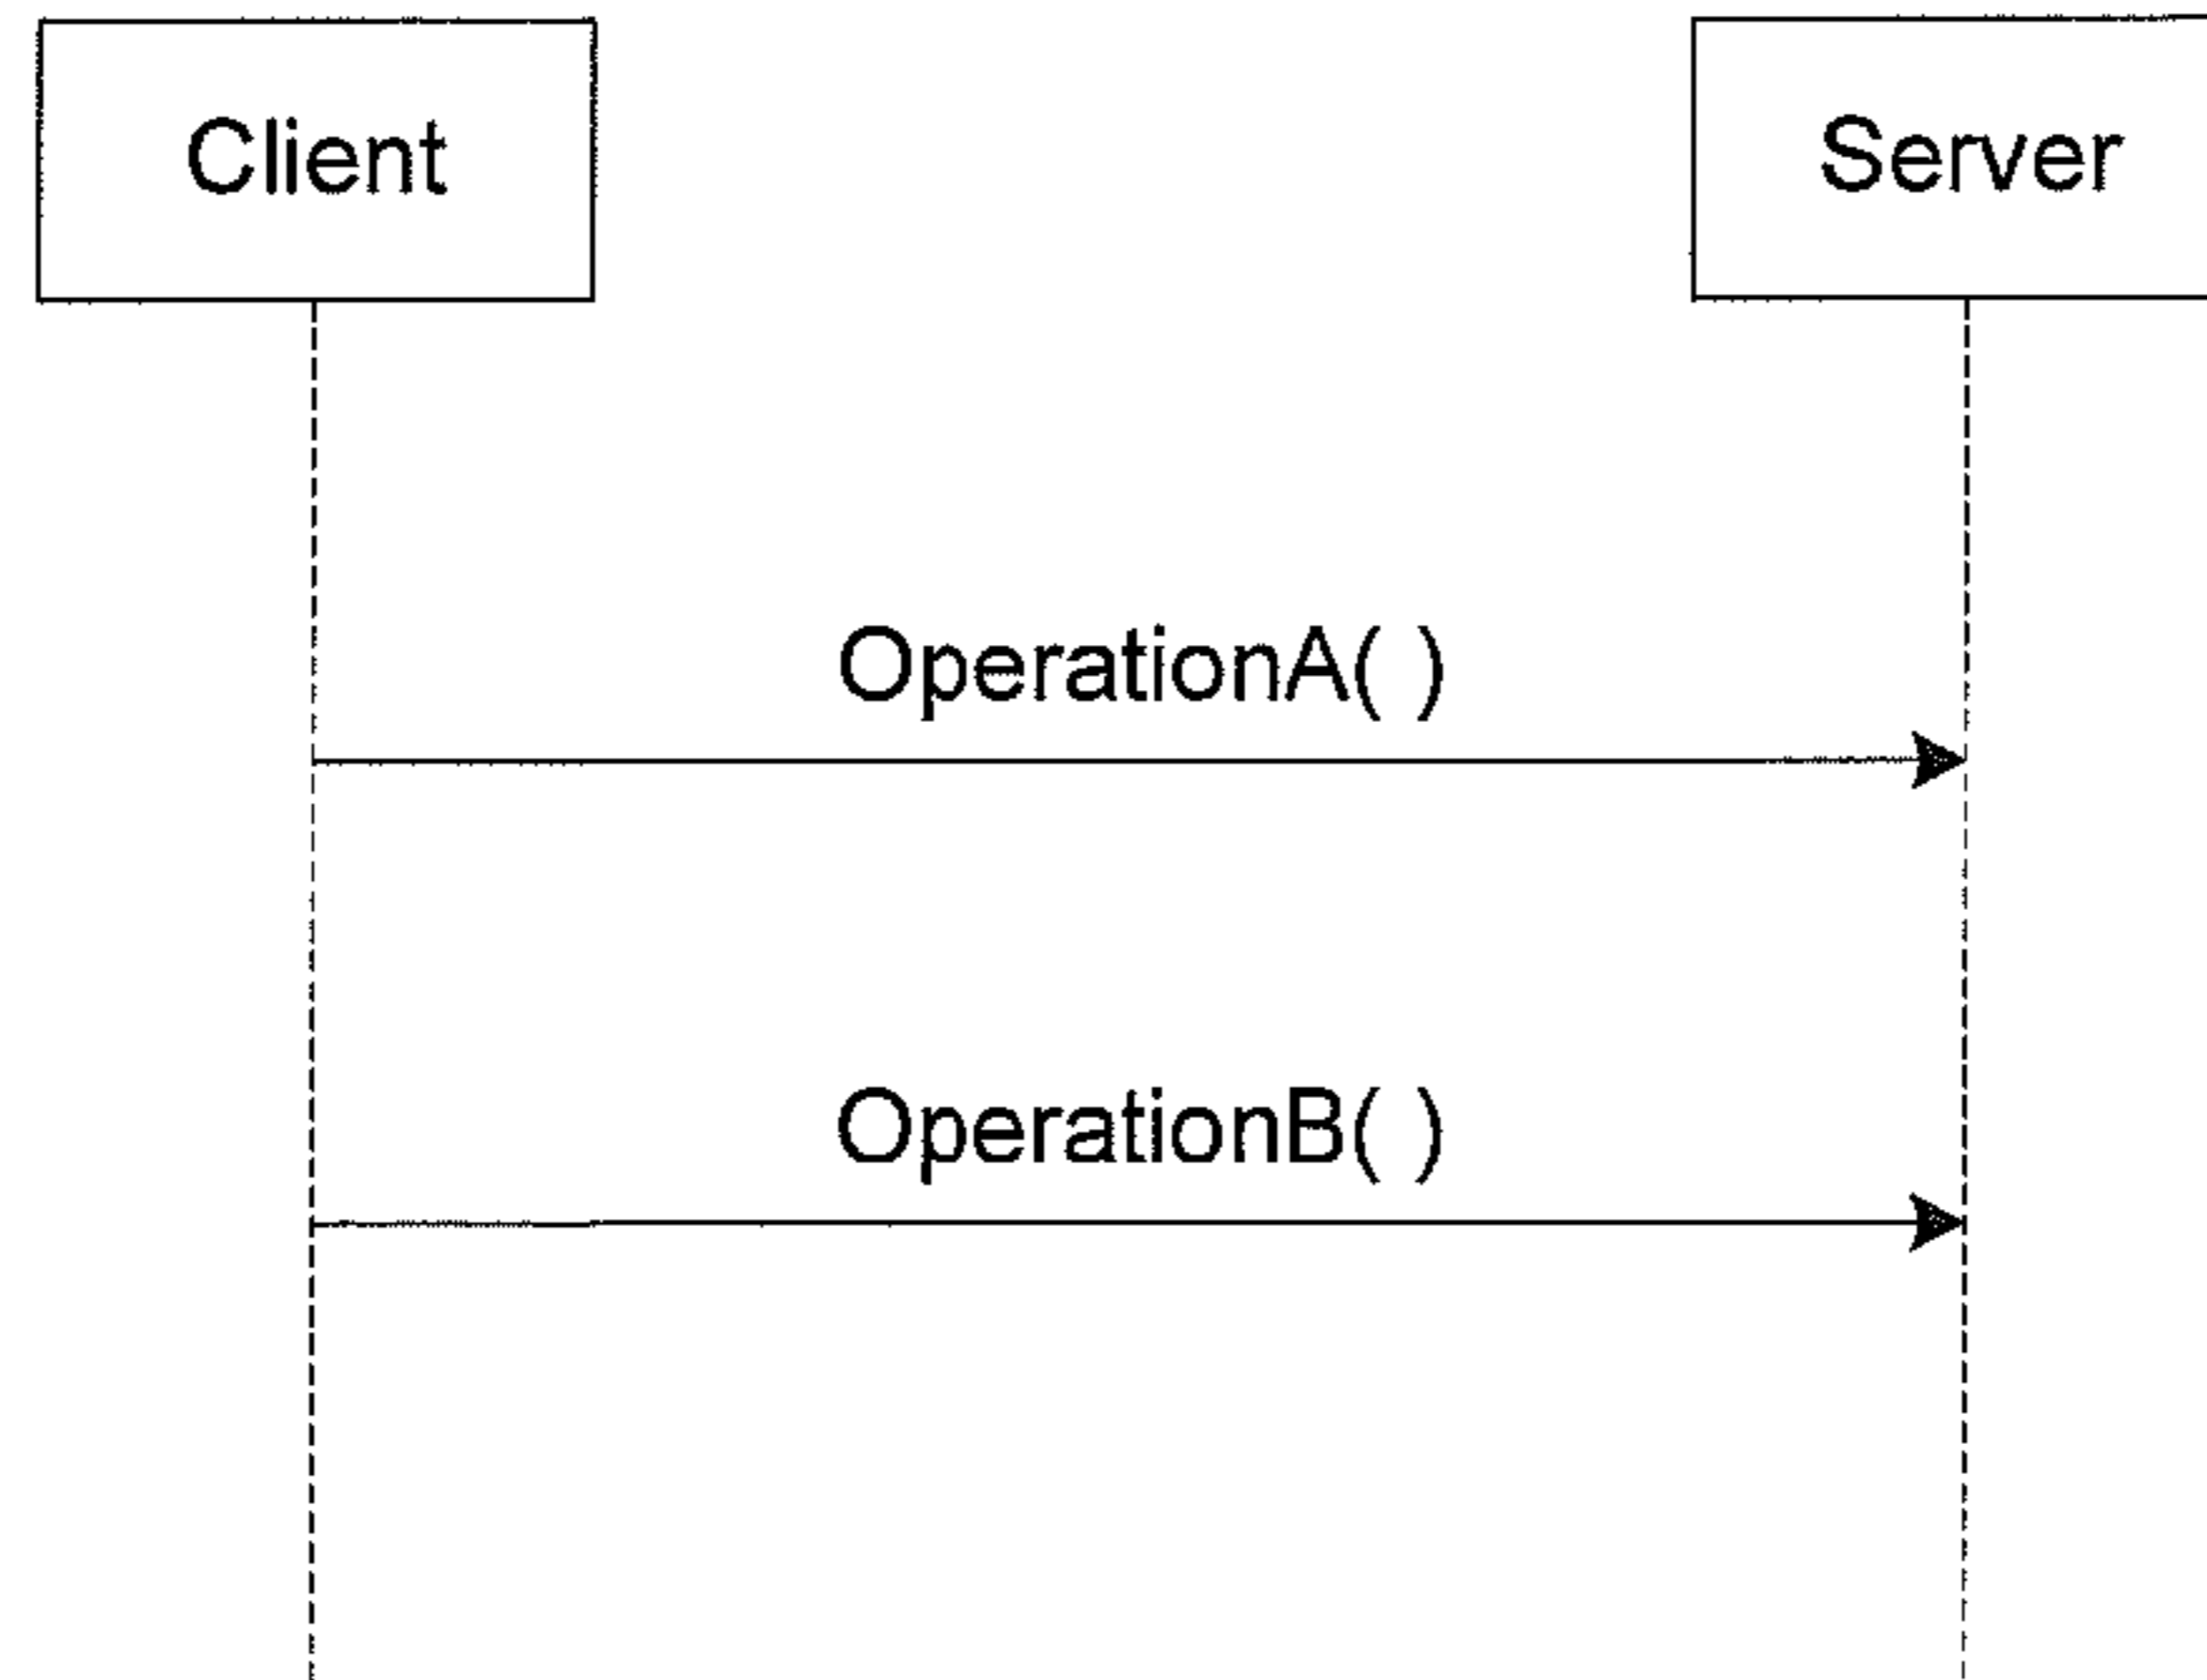 Client
Server
OperationA( )
OperationB( )